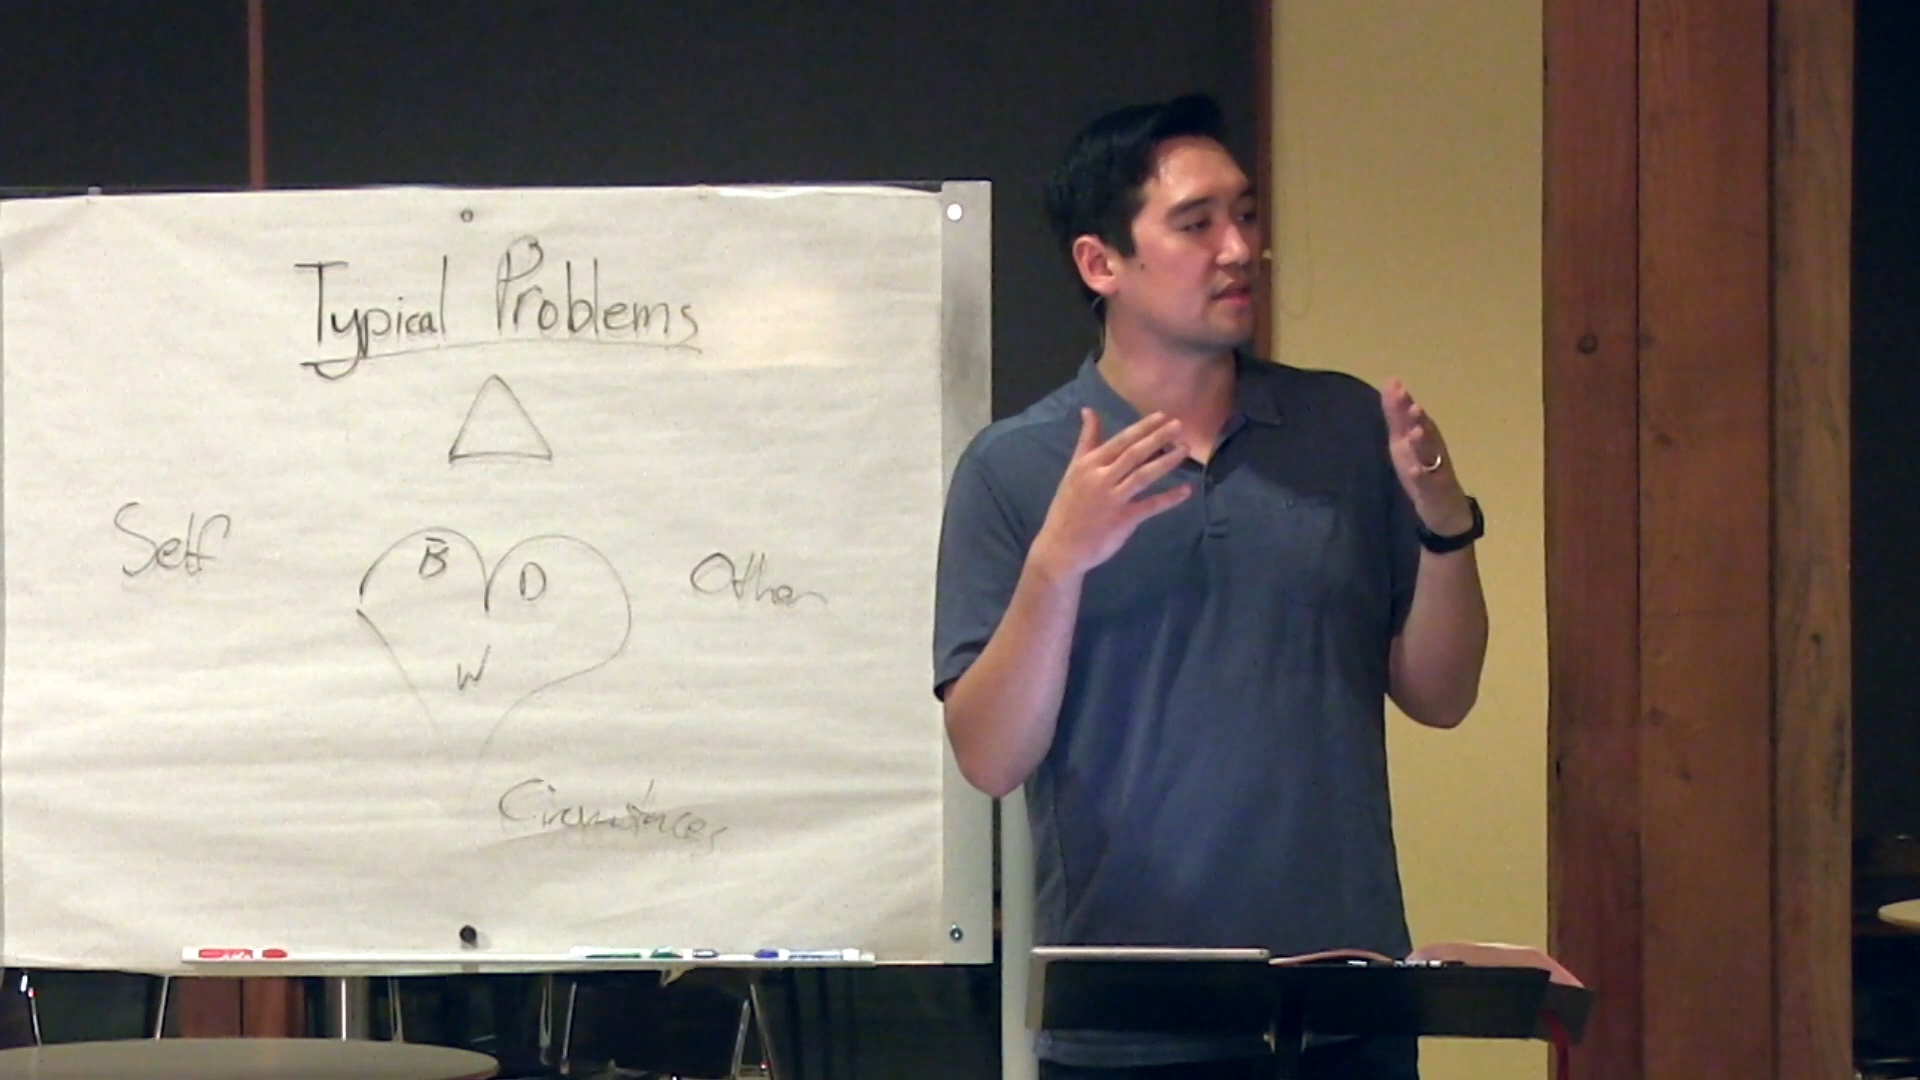 Typical Problems
Self
B D
Other
W
Circumstances